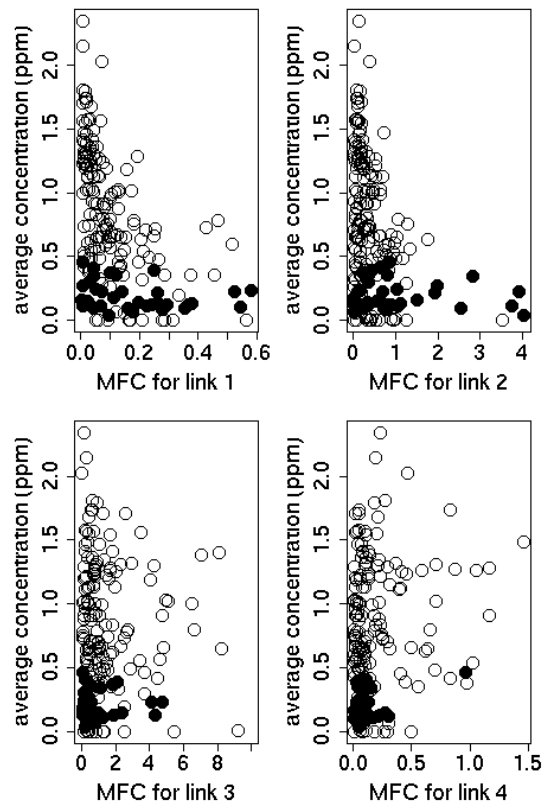 average concentration (ppm)
0.0 0.5 1.0 1.5 2.0
0.0 0.2 0.4 0.6
MFC for link 1
average concentration (ppm)
0.0 0.5 1.0 1.5 2.0
0 1 2 3 4
MFC for link 2
average concentration (ppm)
0.0 0.5 1.0 1.5 2.0
0 2 4 6 8
MFC for link 3
average concentration (ppm)
0.0 0.5 1.0 1.5 2.0
0.0 0.5 1.0 1.5
MFC for link 4